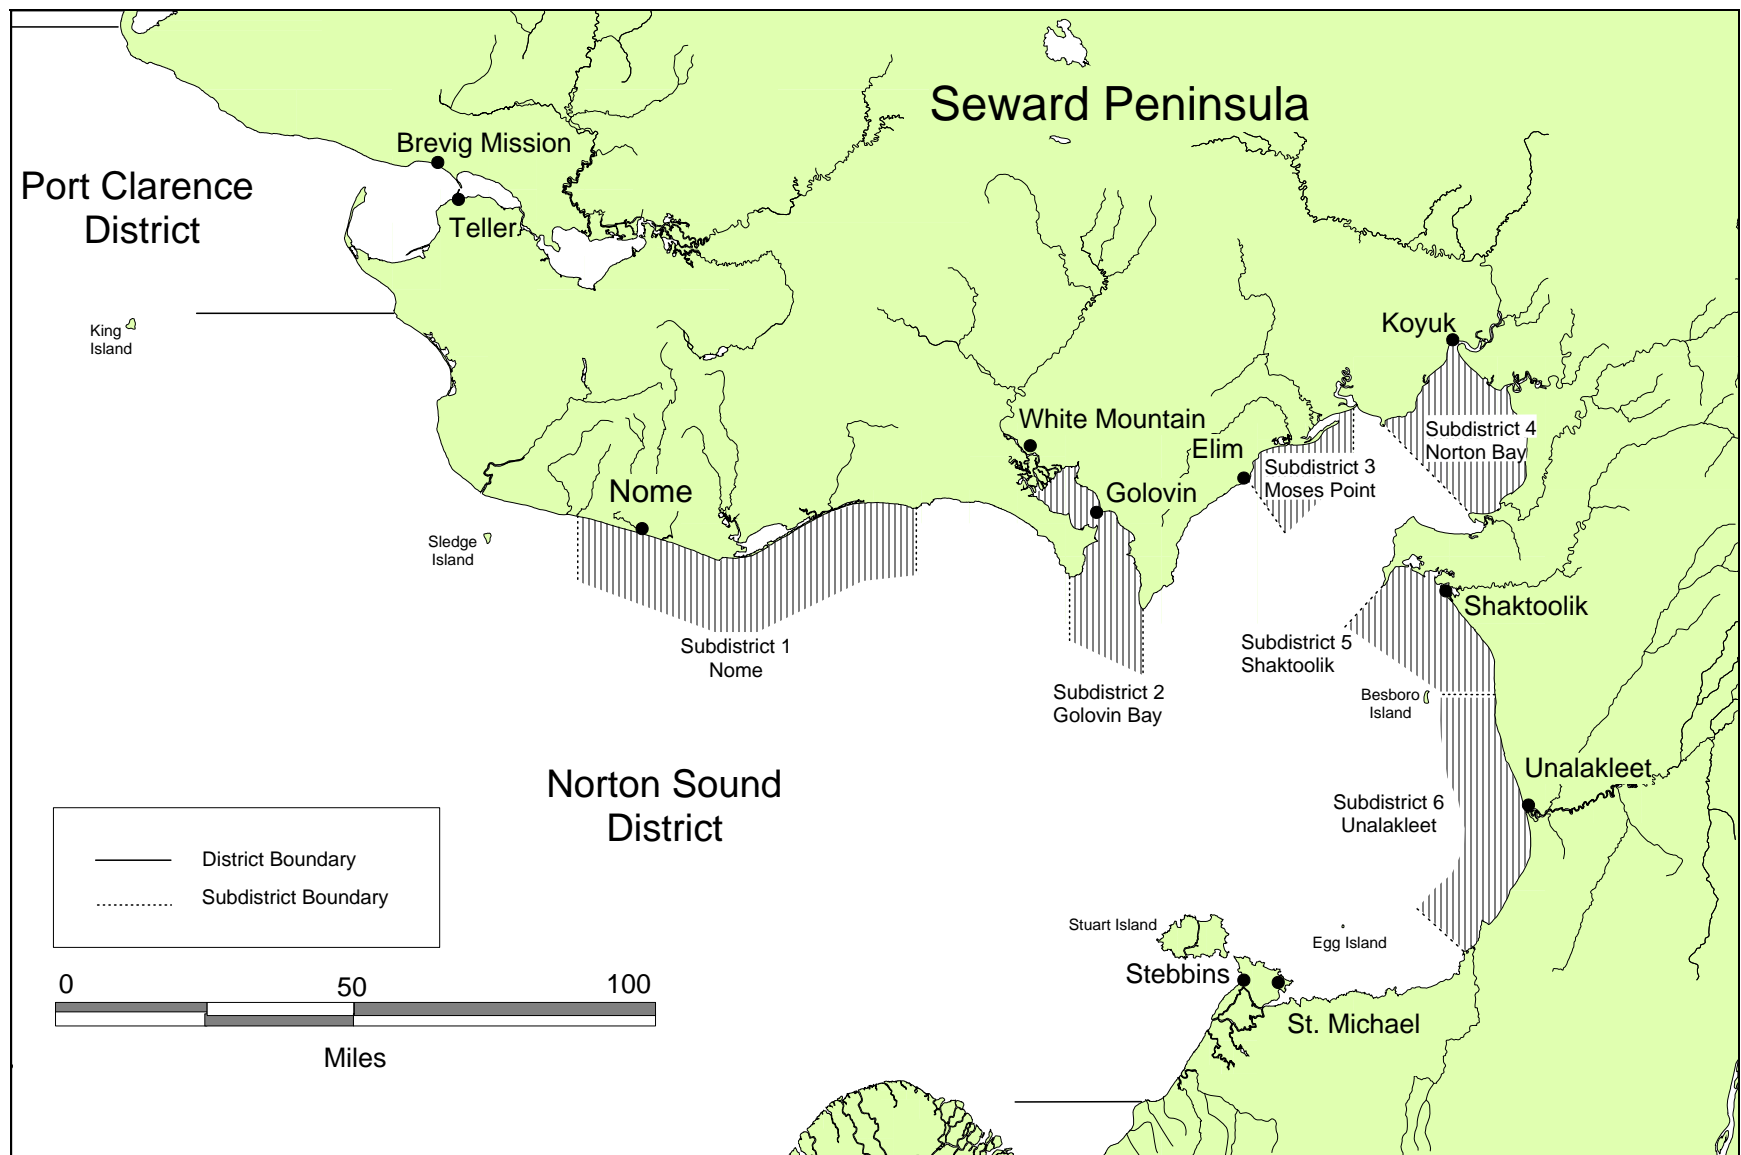 Seward Peninsula
Brevig Mission
Port Clarence
District
Teller
King
Island
Koyuk
White Mountain
Elim
Subdistrict 4
Norton Bay
Subdistrict 3
Moses Point
Nome
Golovin
Sledge
Island
Shaktoolik
Subdistrict 1
Nome
Subdistrict 5
Shaktoolik
Subdistrict 2
Golovin Bay
Besboro
Island
Norton Sound
District
Unalakleet
Subdistrict 6
Unalakleet
District Boundary
Subdistrict Boundary
Stuart Island
Egg Island
Stebbins
St. Michael
0 50 100
Miles